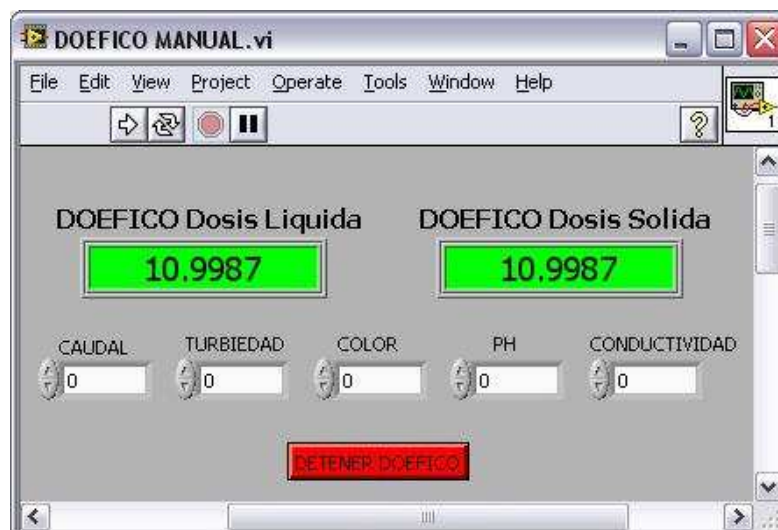 DOEFICO MANUAL.vi
File Edit View Project Operate Tools Window Help
1
DOEFICO Dosis Liquida DOEFICO Dosis Solida
10.9987 10.9987
CAUDAL TURBIEDAD COLOR PH CONDUCTIVIDAD
0 0 0 0 0
DETENER DOEFICO